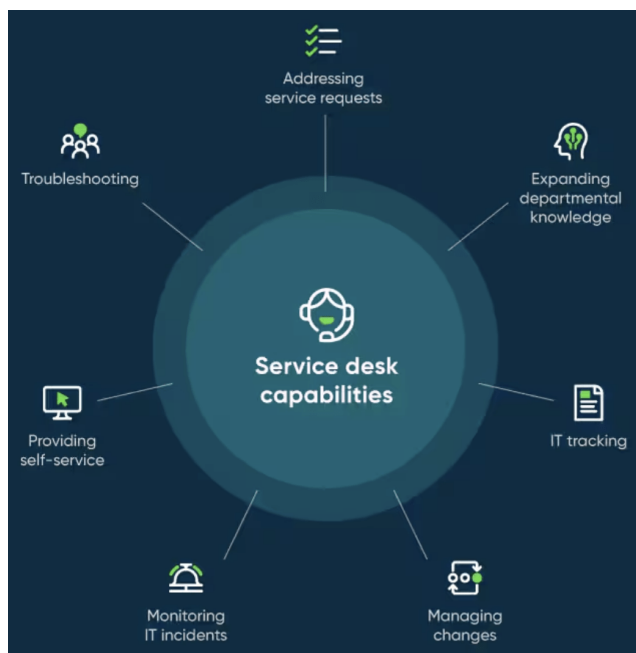 Addressing
service requests
Troubleshooting
Expanding
departmental
knowledge
Service desk
capabilities
Providing
self-service
IT tracking
Monitoring
IT incidents
Managing
changes